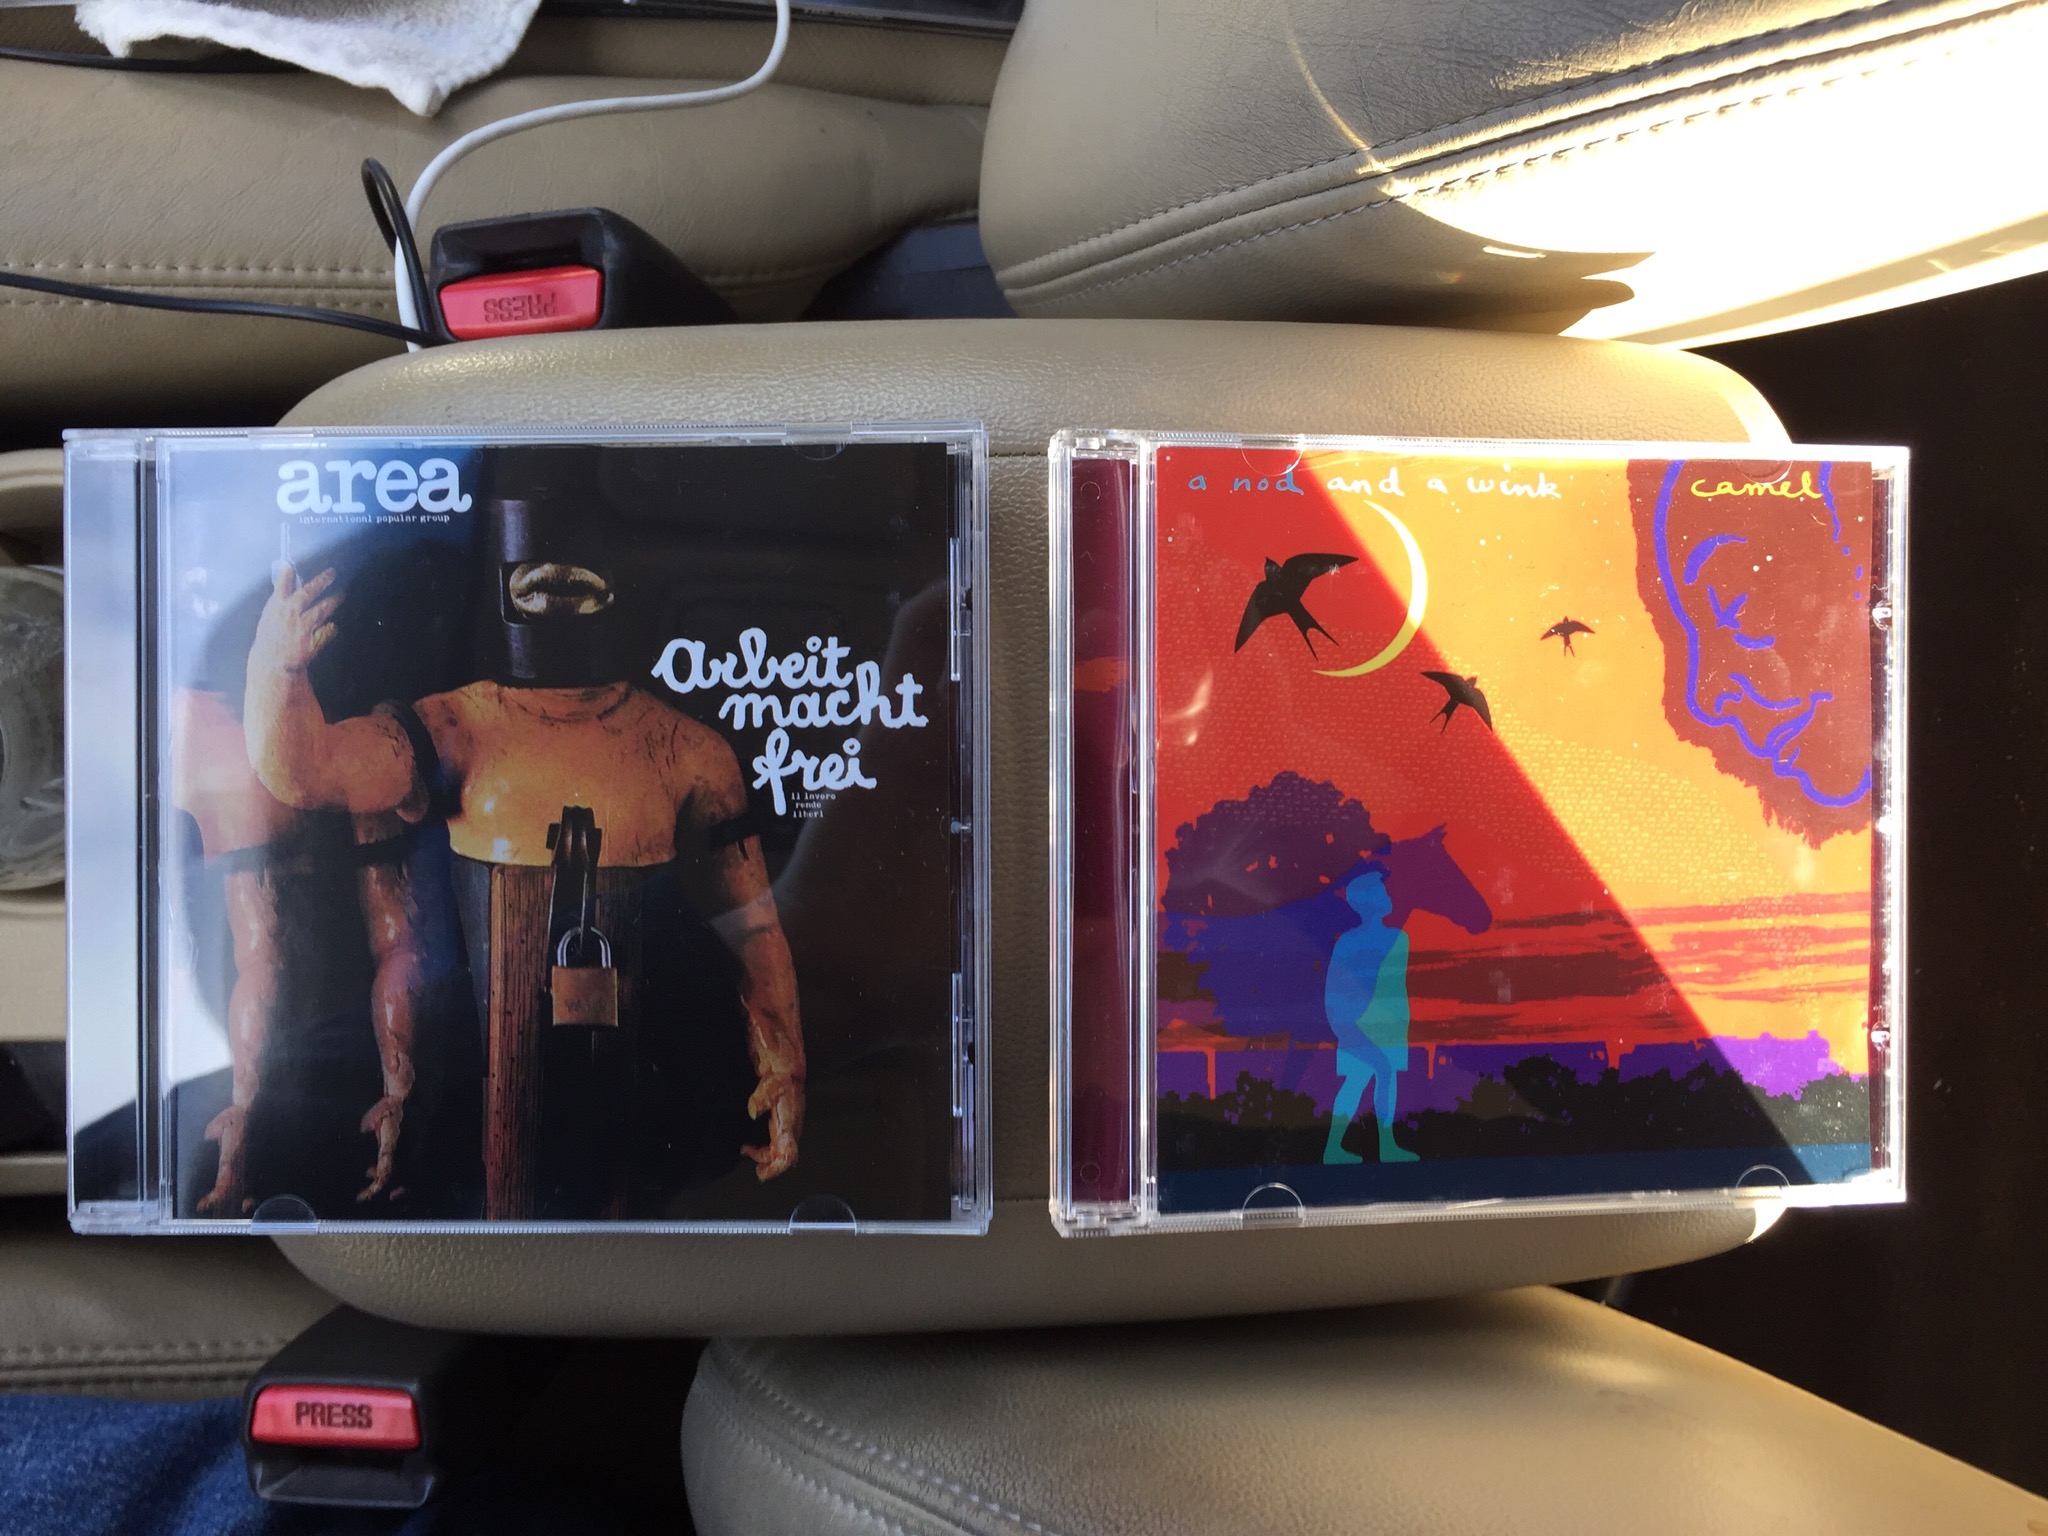 PRESS
area
international popular group
arbeit
macht
frei
il lavoro
rende
liberi
a nod and a wink
camel
PRESS